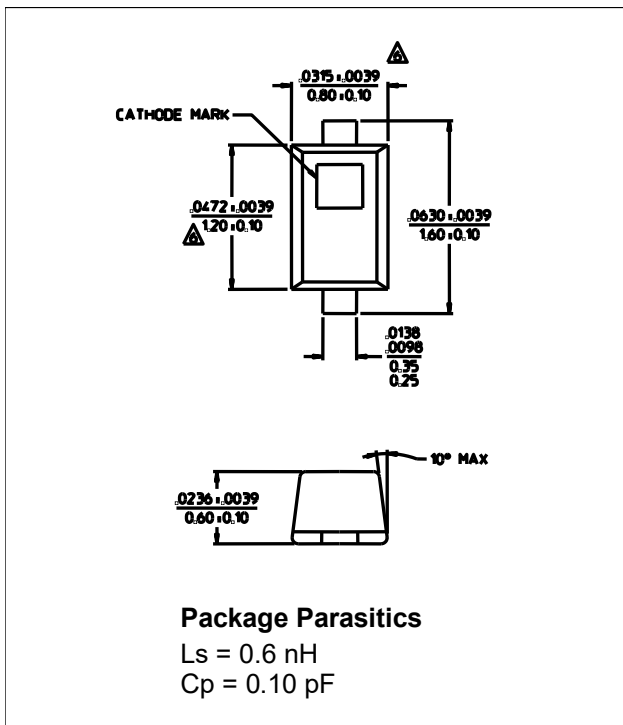 6
.0315±.0039
0.80±0.10
CATHODE MARK
.0472±.0039
1.20±0.10
6
.0630±.0039
1.60±0.10
.0138
.0098
0.35
0.25
10° MAX
.0236±.0039
0.60±0.10
Package Parasitics
Ls = 0.6 nH
Cp = 0.10 pF